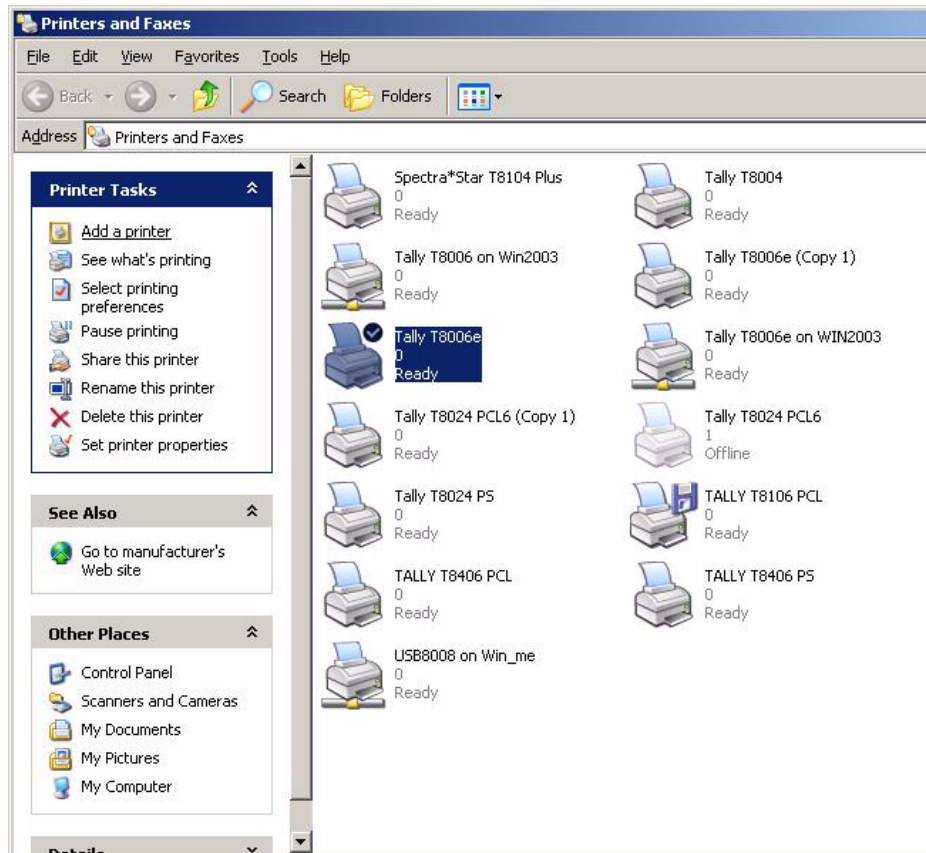 Printers and Faxes
File Edit View Favorites Tools Help
Back Search Folders
Address Printers and Faxes
Printer Tasks
Add a printer
See what's printing
Select printing
preferences
Pause printing
Share this printer
Rename this printer
Delete this printer
Set printer properties
See Also
Go to manufacturer's
Web site
Other Places
Control Panel
Scanners and Cameras
My Documents
My Pictures
My Computer
Details
Spectra*Star T8104 Plus
0
Ready
Tally T8004
0
Ready
Tally T8006 on Win2003
0
Ready
Tally T8006e (Copy 1)
0
Ready
Tally T8006e
0
Ready
Tally T8006e on WIN2003
0
Ready
Tally T8024 PCL6 (Copy 1)
0
Ready
Tally T8024 PCL6
1
Offline
Tally T8024 PS
0
Ready
TALLY T8106 PCL
0
Ready
TALLY T8406 PCL
0
Ready
TALLY T8406 PS
0
Ready
USB8008 on Win_me
0
Ready